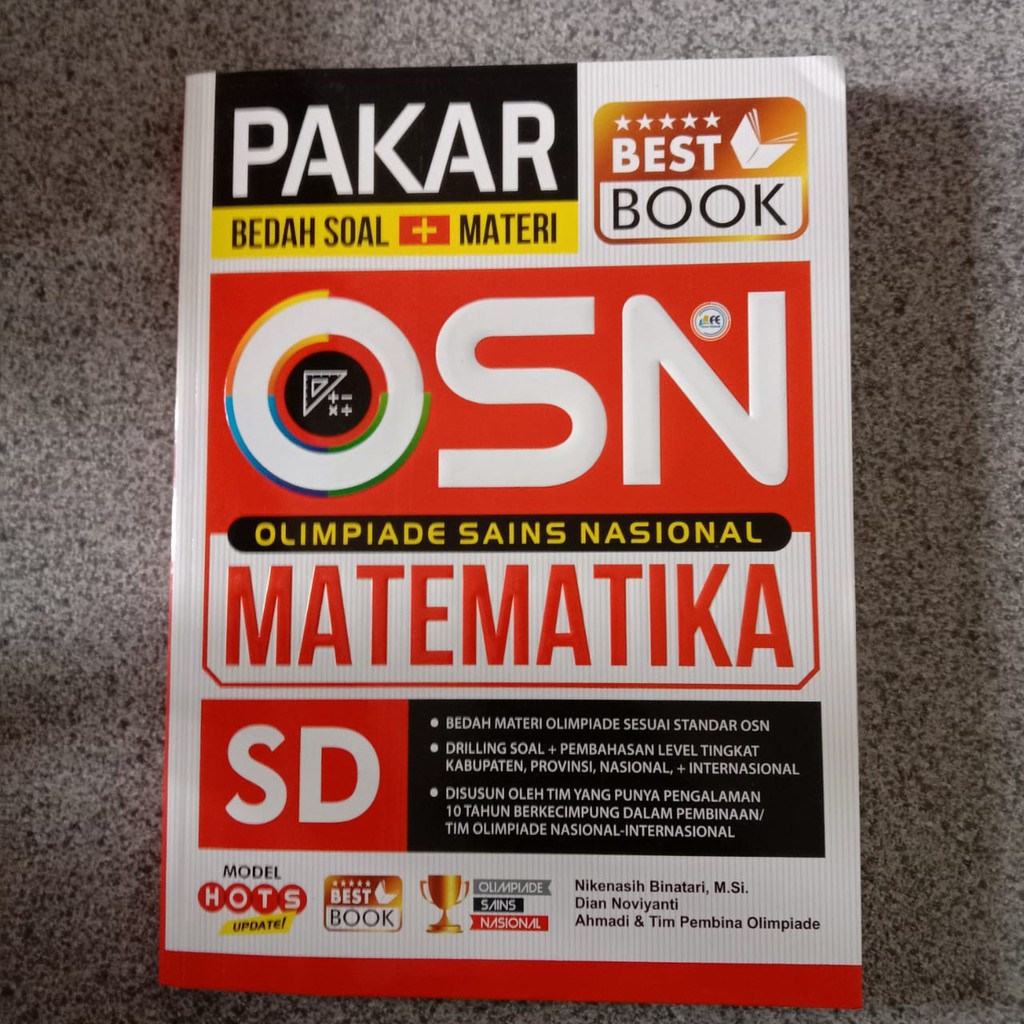 PAKAR
BEDAH SOAL + MATERI
BEST
BOOK
OSN
OLIMPIADE SAINS NASIONAL
MATEMATIKA
SD
BEDAH MATERI OLIMPIADE SESUAI STANDAR OSN
DRILLING SOAL + PEMBAHASAN LEVEL TINGKAT
KABUPATEN, PROVINSI, NASIONAL, + INTERNASIONAL
DISUSUN OLEH TIM YANG PUNYA PENGALAMAN
10 TAHUN BERKECIMPUNG DALAM PEMBINAAN/
TIM OLIMPIADE NASIONAL-INTERNASIONAL
MODEL
HOTS
UPDATE!
BEST
BOOK
OLIMPIADE
SAINS
NASIONAL
Nikenasih Binatari, M.Si.
Dian Noviyanti
Ahmadi & Tim Pembina Olimpiade